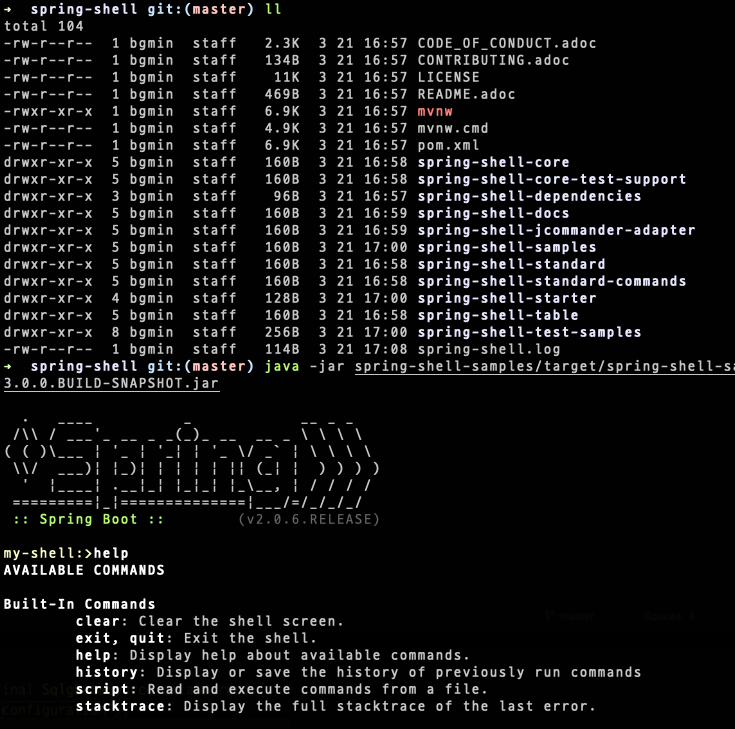 ➜  spring-shell git:(master) ll
total 104
-rw-r--r--  1 bgmin  staff   2.3K  3 21 16:57 CODE_OF_CONDUCT.adoc
-rw-r--r--  1 bgmin  staff   134B  3 21 16:57 CONTRIBUTING.adoc
-rw-r--r--  1 bgmin  staff    11K  3 21 16:57 LICENSE
-rw-r--r--  1 bgmin  staff   469B  3 21 16:57 README.adoc
-rwxr-xr-x  1 bgmin  staff   6.9K  3 21 16:57 mvnw
-rw-r--r--  1 bgmin  staff   4.9K  3 21 16:57 mvnw.cmd
-rw-r--r--  1 bgmin  staff   6.9K  3 21 16:57 pom.xml
drwxr-xr-x  5 bgmin  staff   160B  3 21 16:58 spring-shell-core
drwxr-xr-x  5 bgmin  staff   160B  3 21 16:58 spring-shell-core-test-support
drwxr-xr-x  3 bgmin  staff    96B  3 21 16:57 spring-shell-dependencies
drwxr-xr-x  5 bgmin  staff   160B  3 21 16:59 spring-shell-docs
drwxr-xr-x  5 bgmin  staff   160B  3 21 16:59 spring-shell-jcommander-adapter
drwxr-xr-x  5 bgmin  staff   160B  3 21 17:00 spring-shell-samples
drwxr-xr-x  5 bgmin  staff   160B  3 21 16:58 spring-shell-standard
drwxr-xr-x  5 bgmin  staff   160B  3 21 16:58 spring-shell-standard-commands
drwxr-xr-x  4 bgmin  staff   128B  3 21 17:00 spring-shell-starter
drwxr-xr-x  5 bgmin  staff   160B  3 21 16:58 spring-shell-table
drwxr-xr-x  8 bgmin  staff   256B  3 21 17:00 spring-shell-test-samples
-rw-r--r--  1 bgmin  staff   114B  3 21 17:08 spring-shell.log
➜  spring-shell git:(master) java -jar spring-shell-samples/target/spring-shell-sa
3.0.0.BUILD-SNAPSHOT.jar
Spring
:: Spring Boot ::        (v2.0.6.RELEASE)
my-shell:>help
AVAILABLE COMMANDS
Built-In Commands
clear: Clear the shell screen.
exit, quit: Exit the shell.
help: Display help about available commands.
history: Display or save the history of previously run commands
script: Read and execute commands from a file.
stacktrace: Display the full stacktrace of the last error.